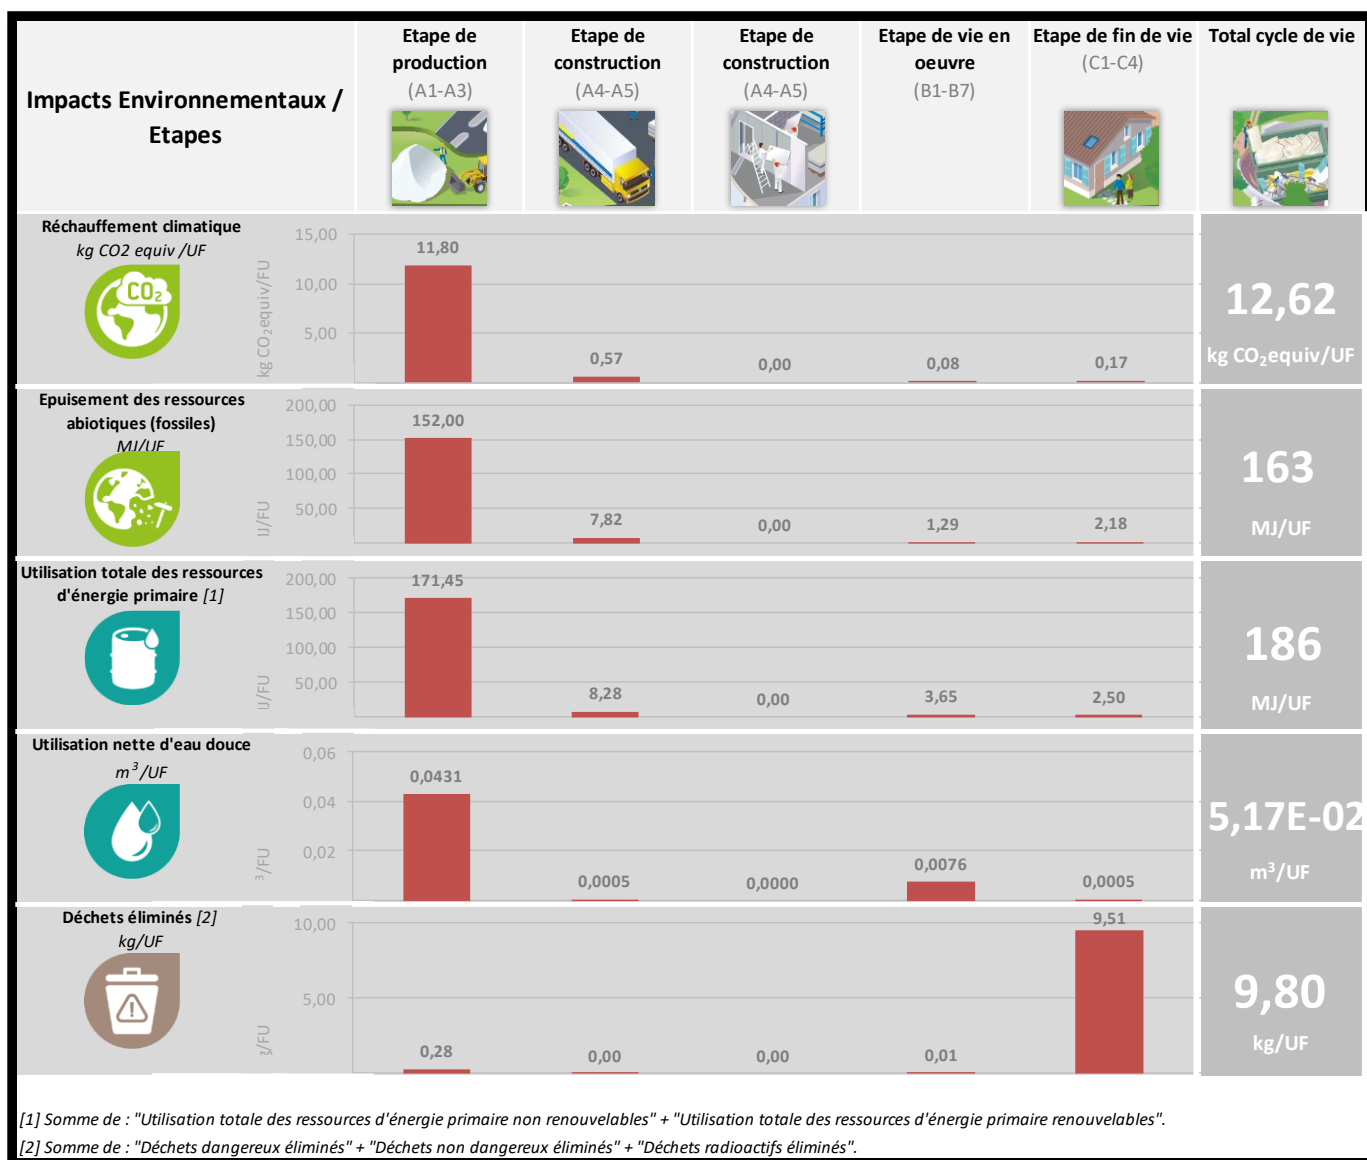 Impacts Environnementaux /
Etapes
Etape de
production
(A1-A3)
Etape de
construction
(A4-A5)
Etape de
construction
(A4-A5)
Etape de vie en
oeuvre
(B1-B7)
Etape de fin de vie
(C1-C4)
Total cycle de vie
Réchauffement climatique
kg CO2 equiv /UF
CO2
kg CO2equiv/FU
15,00
10,00
5,00
11,80
0,57
0,00
0,08
0,17
12,62
kg CO2equiv/UF
Epuisement des ressources
abiotiques (fossiles)
MJ/UF
IJ/FU
200,00
150,00
100,00
50,00
152,00
7,82
0,00
1,29
2,18
163
MJ/UF
Utilisation totale des ressources
d'énergie primaire [1]
IJ/FU
200,00
150,00
100,00
50,00
171,45
8,28
0,00
3,65
2,50
186
MJ/UF
Utilisation nette d'eau douce
m³/UF
³/FU
0,06
0,04
0,02
0,0431
0,0005
0,0000
0,0076
0,0005
5,17E-02
m³/UF
Déchets éliminés [2]
kg/UF
/FU
10,00
5,00
0,28
0,00
0,00
0,01
9,51
9,80
kg/UF
[1] Somme de : "Utilisation totale des ressources d'énergie primaire non renouvelables" + "Utilisation totale des ressources d'énergie primaire renouvelables".
[2] Somme de : "Déchets dangereux éliminés" + "Déchets non dangereux éliminés" + "Déchets radioactifs éliminés".